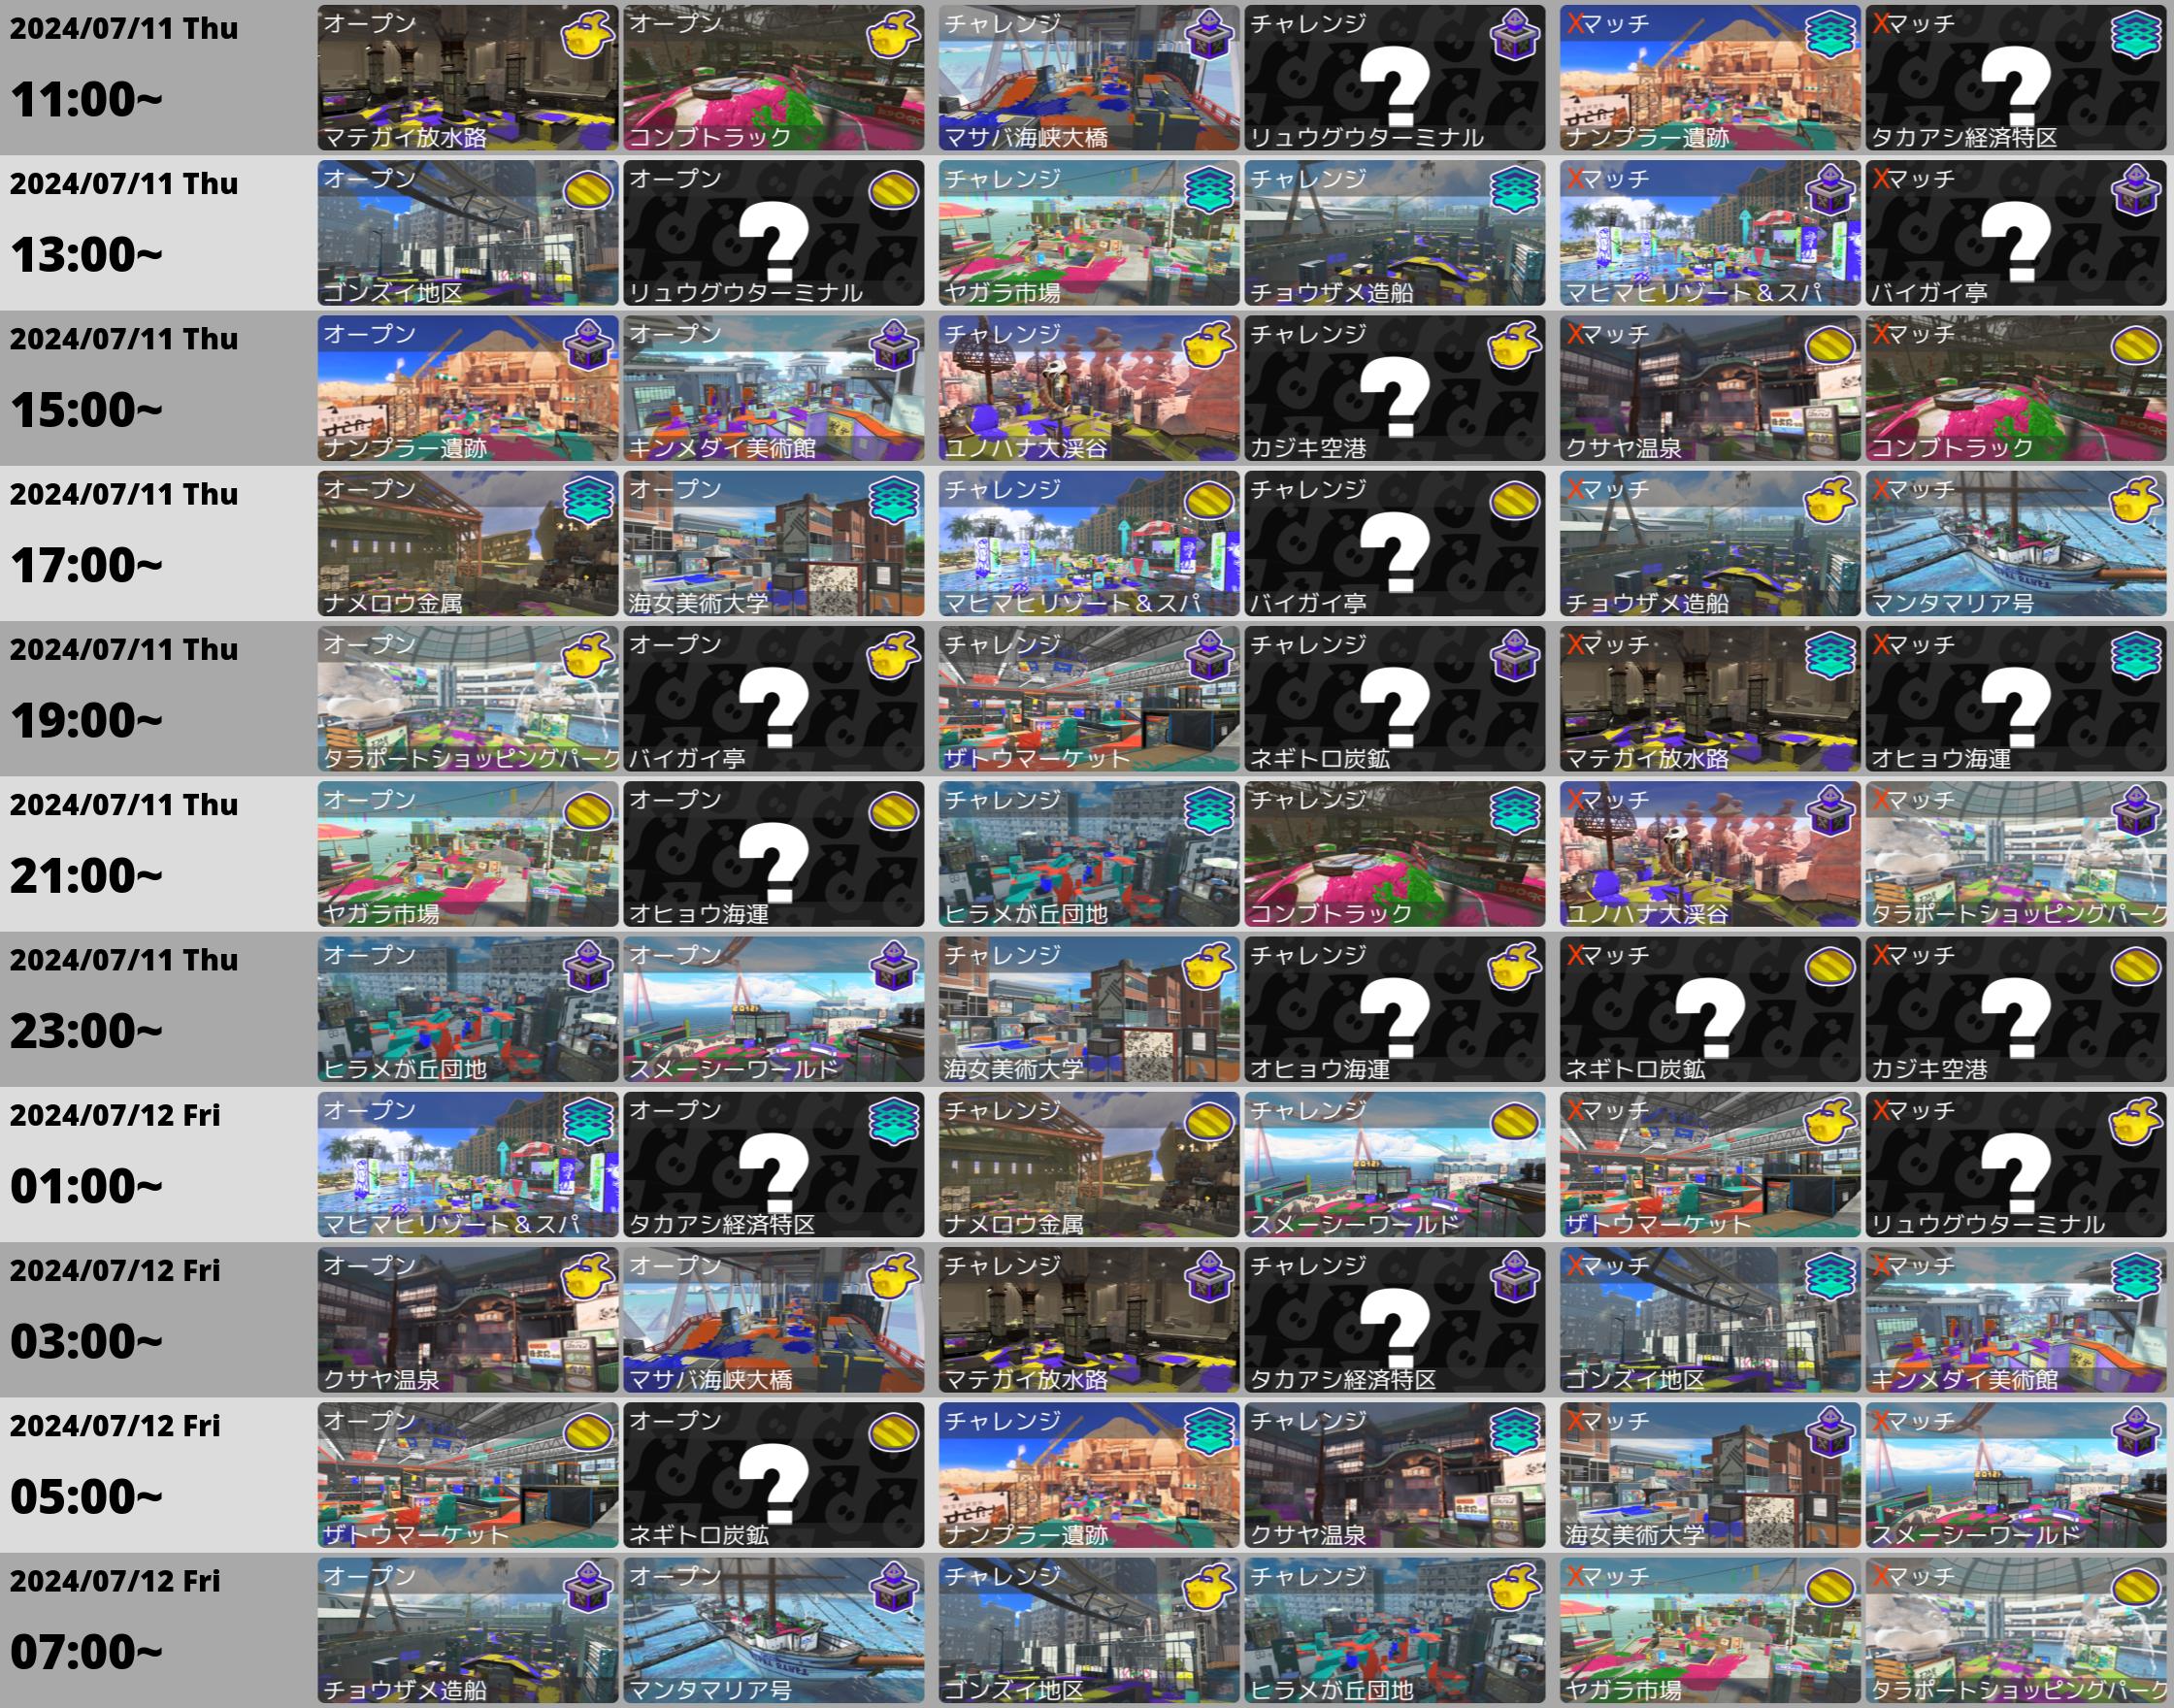 2024/07/11 Thu
11:00~
オープン
マテガイ放水路
オープン
コンブトラック
チャレンジ
マサバ海峡大橋
チャレンジ
リュウグウターミナル
Xマッチ
ナンプラー遺跡
Xマッチ
タカアシ経済特区
2024/07/11 Thu
13:00~
オープン
ゴンズイ地区
オープン
リュウグウターミナル
チャレンジ
ヤガラ市場
チャレンジ
チョウザメ造船
Xマッチ
マヒマヒリゾート＆スパ
Xマッチ
バイガイ亭
2024/07/11 Thu
15:00~
オープン
ナンプラー遺跡
オープン
キンメダイ美術館
チャレンジ
ユノハナ大渓谷
チャレンジ
カジキ空港
Xマッチ
クサヤ温泉
Xマッチ
コンブトラック
2024/07/11 Thu
17:00~
オープン
ナメロウ金属
オープン
海女美術大学
チャレンジ
マヒマヒリゾート＆スパ
チャレンジ
バイガイ亭
Xマッチ
チョウザメ造船
Xマッチ
マンタマリア号
2024/07/11 Thu
19:00~
オープン
タラポートショッピングパーク
オープン
バイガイ亭
チャレンジ
ザトウマーケット
チャレンジ
ネギトロ炭鉱
Xマッチ
マテガイ放水路
Xマッチ
オヒョウ海運
2024/07/11 Thu
21:00~
オープン
ヤガラ市場
オープン
オヒョウ海運
チャレンジ
ヒラメが丘団地
チャレンジ
コンブトラック
Xマッチ
ユノハナ大渓谷
Xマッチ
タラポートショッピングパーク
2024/07/11 Thu
23:00~
オープン
ヒラメが丘団地
オープン
スメーシーワールド
チャレンジ
海女美術大学
チャレンジ
オヒョウ海運
Xマッチ
ネギトロ炭鉱
Xマッチ
カジキ空港
2024/07/12 Fri
01:00~
オープン
マヒマヒリゾート＆スパ
オープン
タカアシ経済特区
チャレンジ
ナメロウ金属
チャレンジ
スメーシーワールド
Xマッチ
ザトウマーケット
Xマッチ
リュウグウターミナル
2024/07/12 Fri
03:00~
オープン
クサヤ温泉
オープン
マサバ海峡大橋
チャレンジ
マテガイ放水路
チャレンジ
タカアシ経済特区
Xマッチ
ゴンズイ地区
Xマッチ
キンメダイ美術館
2024/07/12 Fri
05:00~
オープン
ザトウマーケット
オープン
ネギトロ炭鉱
チャレンジ
ナンプラー遺跡
チャレンジ
クサヤ温泉
Xマッチ
海女美術大学
Xマッチ
スメーシーワールド
2024/07/12 Fri
07:00~
オープン
チョウザメ造船
オープン
マンタマリア号
チャレンジ
ゴンズイ地区
チャレンジ
ヒラメが丘団地
Xマッチ
ヤガラ市場
Xマッチ
タラポートショッピングパーク